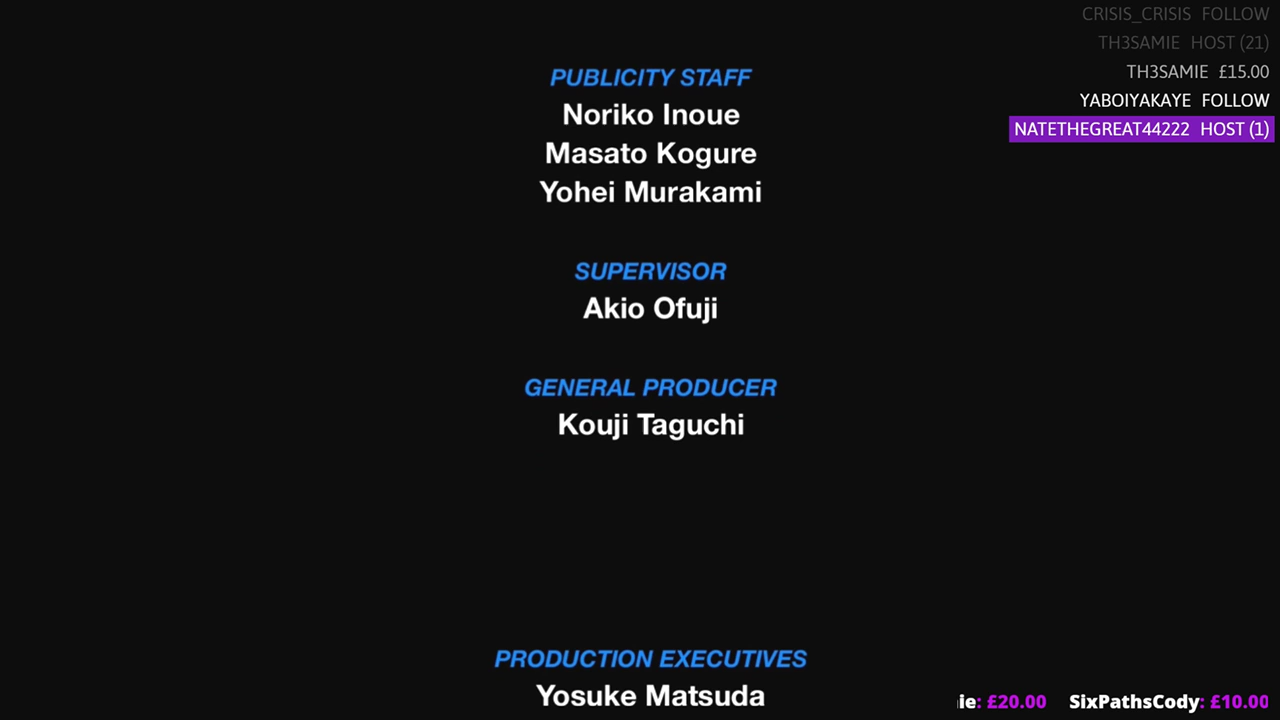 CRISIS_CRISIS FOLLOW
TH3SAMIE HOST (21)
TH3SAMIE £15.00
YABOIYAKAYE FOLLOW
NATETHEGREAT44222 HOST (1)
PUBLICITY STAFF
Noriko Inoue
Masato Kogure
Yohei Murakami
SUPERVISOR
Akio Ofuji
GENERAL PRODUCER
Kouji Taguchi
PRODUCTION EXECUTIVES
Yosuke Matsuda
ie: £20.00 SixPathsCody: £10.00